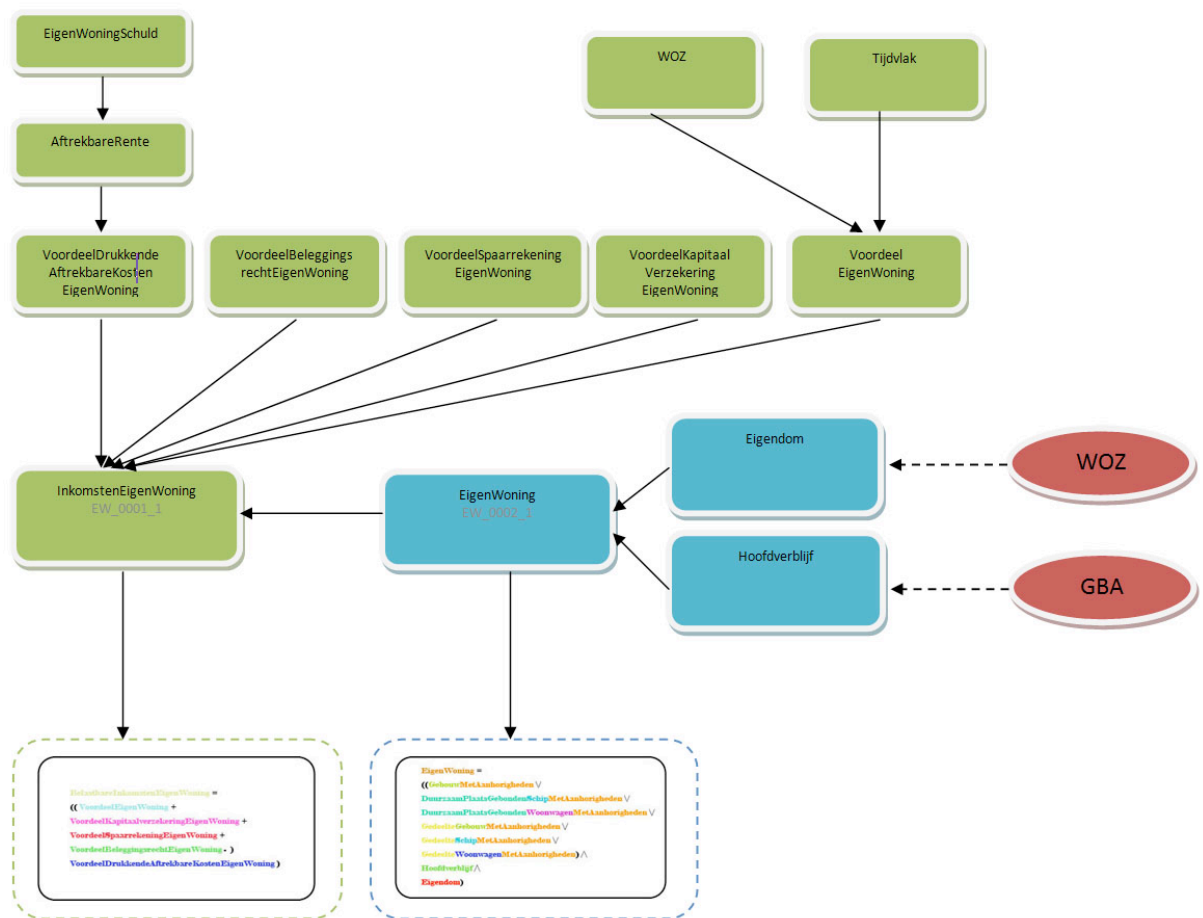 EigenWoningSchuld
WOZ
Tijdvlak
AftrekbareRente
VoordeelDrukkende
AftrekbareKosten
EigenWoning
VoordeelBeleggings
rechtEigenWoning
VoordeelSpaarrekening
EigenWoning
VoordeelKapitaal
Verzekering
EigenWoning
Voordeel
EigenWoning
InkomstenEigenWoning
EW_0001_1
EigenWoning
EW_0002_1
Eigendom
WOZ
Hoofdverblijf
GBA
BelastbareInkomstenEigenWoning =
(( VoordeelEigenWoning +
VoordeelKapitaalverzekeringEigenWoning +
VoordeelSpaarrekeningEigenWoning +
VoordeelBeleggingsrechtEigenWoning - )
VoordeelDrukkendeAftrekbareKostenEigenWoning )
EigenWoning =
((GebouwMetAanhorigheden \/
DuurzaamPlaatsGebondenSchipMetAanhorigheden \/
DuurzaamPlaatsGebondenWoonwagenMetAanhorigheden \/
GedeelteGebouwMetAanhorigheden \/
GedeelteSchipMetAanhorigheden \/
GedeelteWoonwagenMetAanhorigheden) /\
Hoofdverblijf /\
Eigendom)